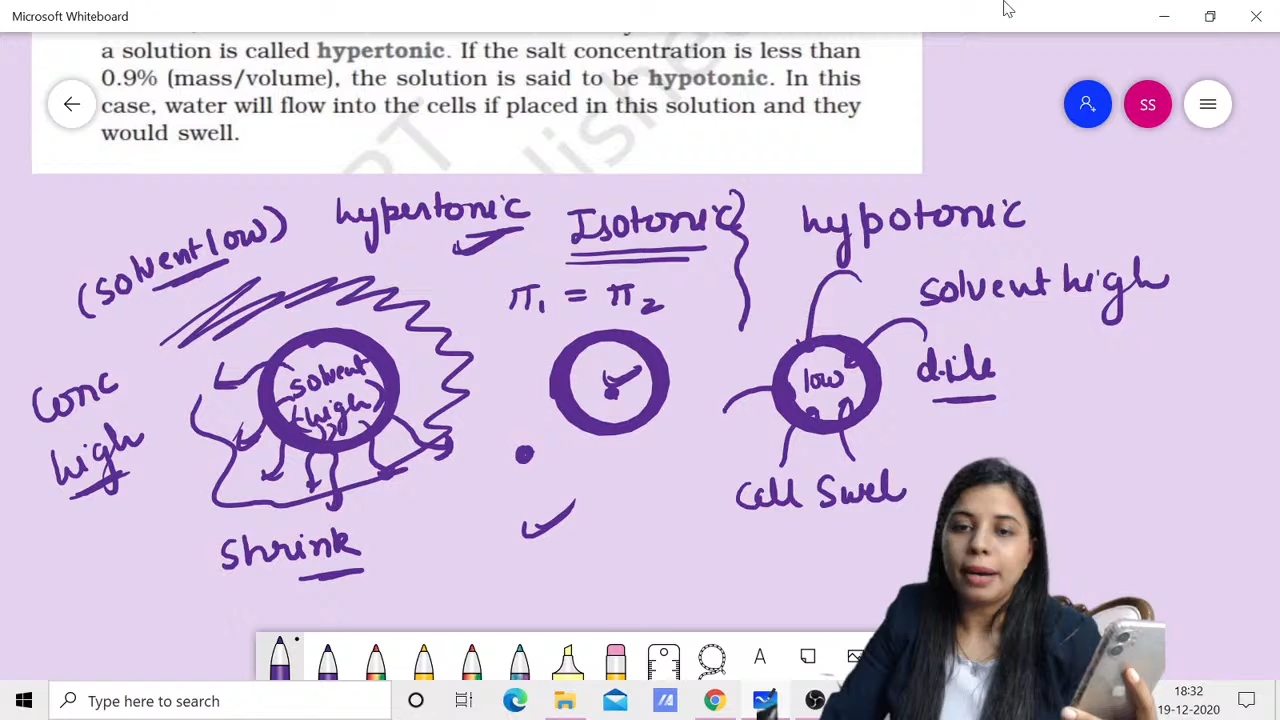 Microsoft Whiteboard
a solution is called hypertonic. If the salt concentration is less than
0.9% (mass/volume), the solution is said to be hypotonic. In this
case, water will flow into the cells if placed in this solution and they
would swell.
SS
(solvent low)
hypertonic
Isotonic
hypotonic
π₁ = π₂
solvent high
Conc
high
solvent
(high)
low
dile
Call Swel
Shrink
A
Type here to search
18:32
19-12-2020